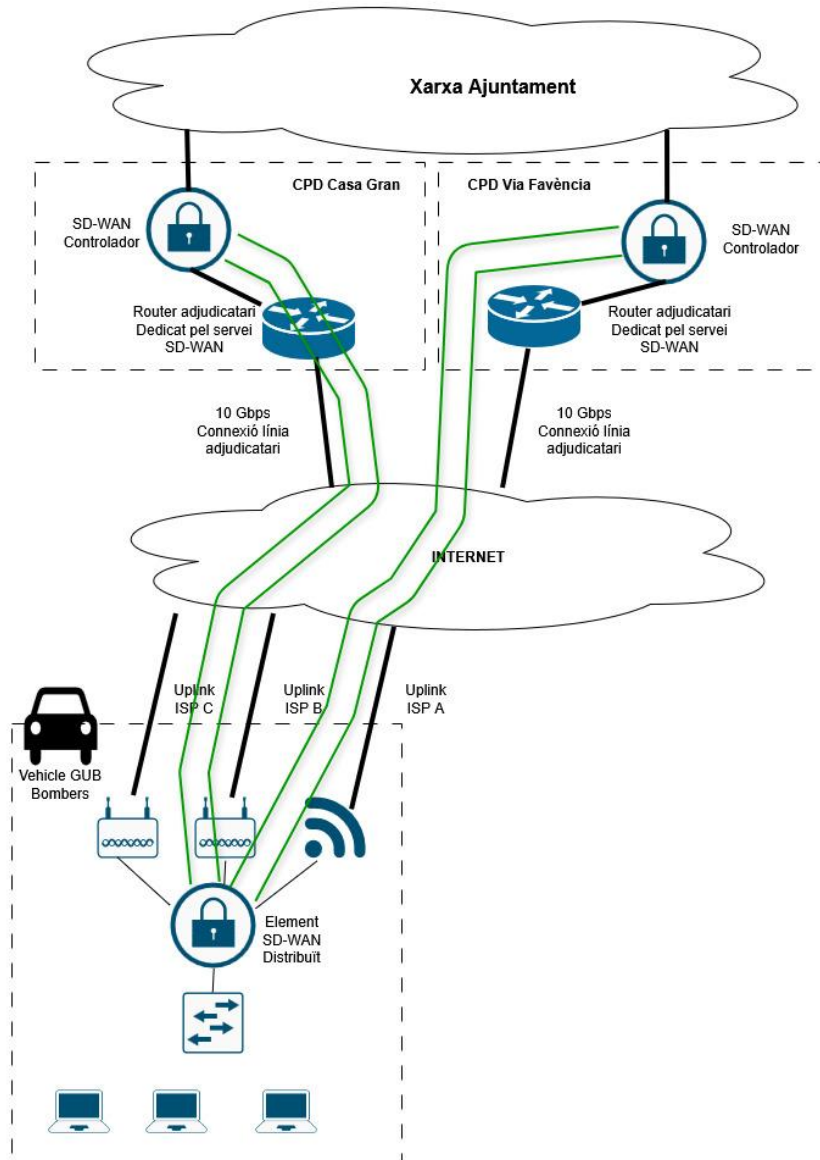 Xarxa Ajuntament
CPD Casa Gran
CPD Via Favència
SD-WAN
Controlador
SD-WAN
Controlador
Router adjudicatari
Dedicat pel servei
SD-WAN
Router adjudicatari
Dedicat pel servei
SD-WAN
10 Gbps
Connexió línia
adjudicatari
10 Gbps
Connexió línia
adjudicatari
INTERNET
Uplink
ISP C
Uplink
ISP B
Uplink
ISP A
Vehicle GUB
Bombers
Element
SD-WAN
Distribuït